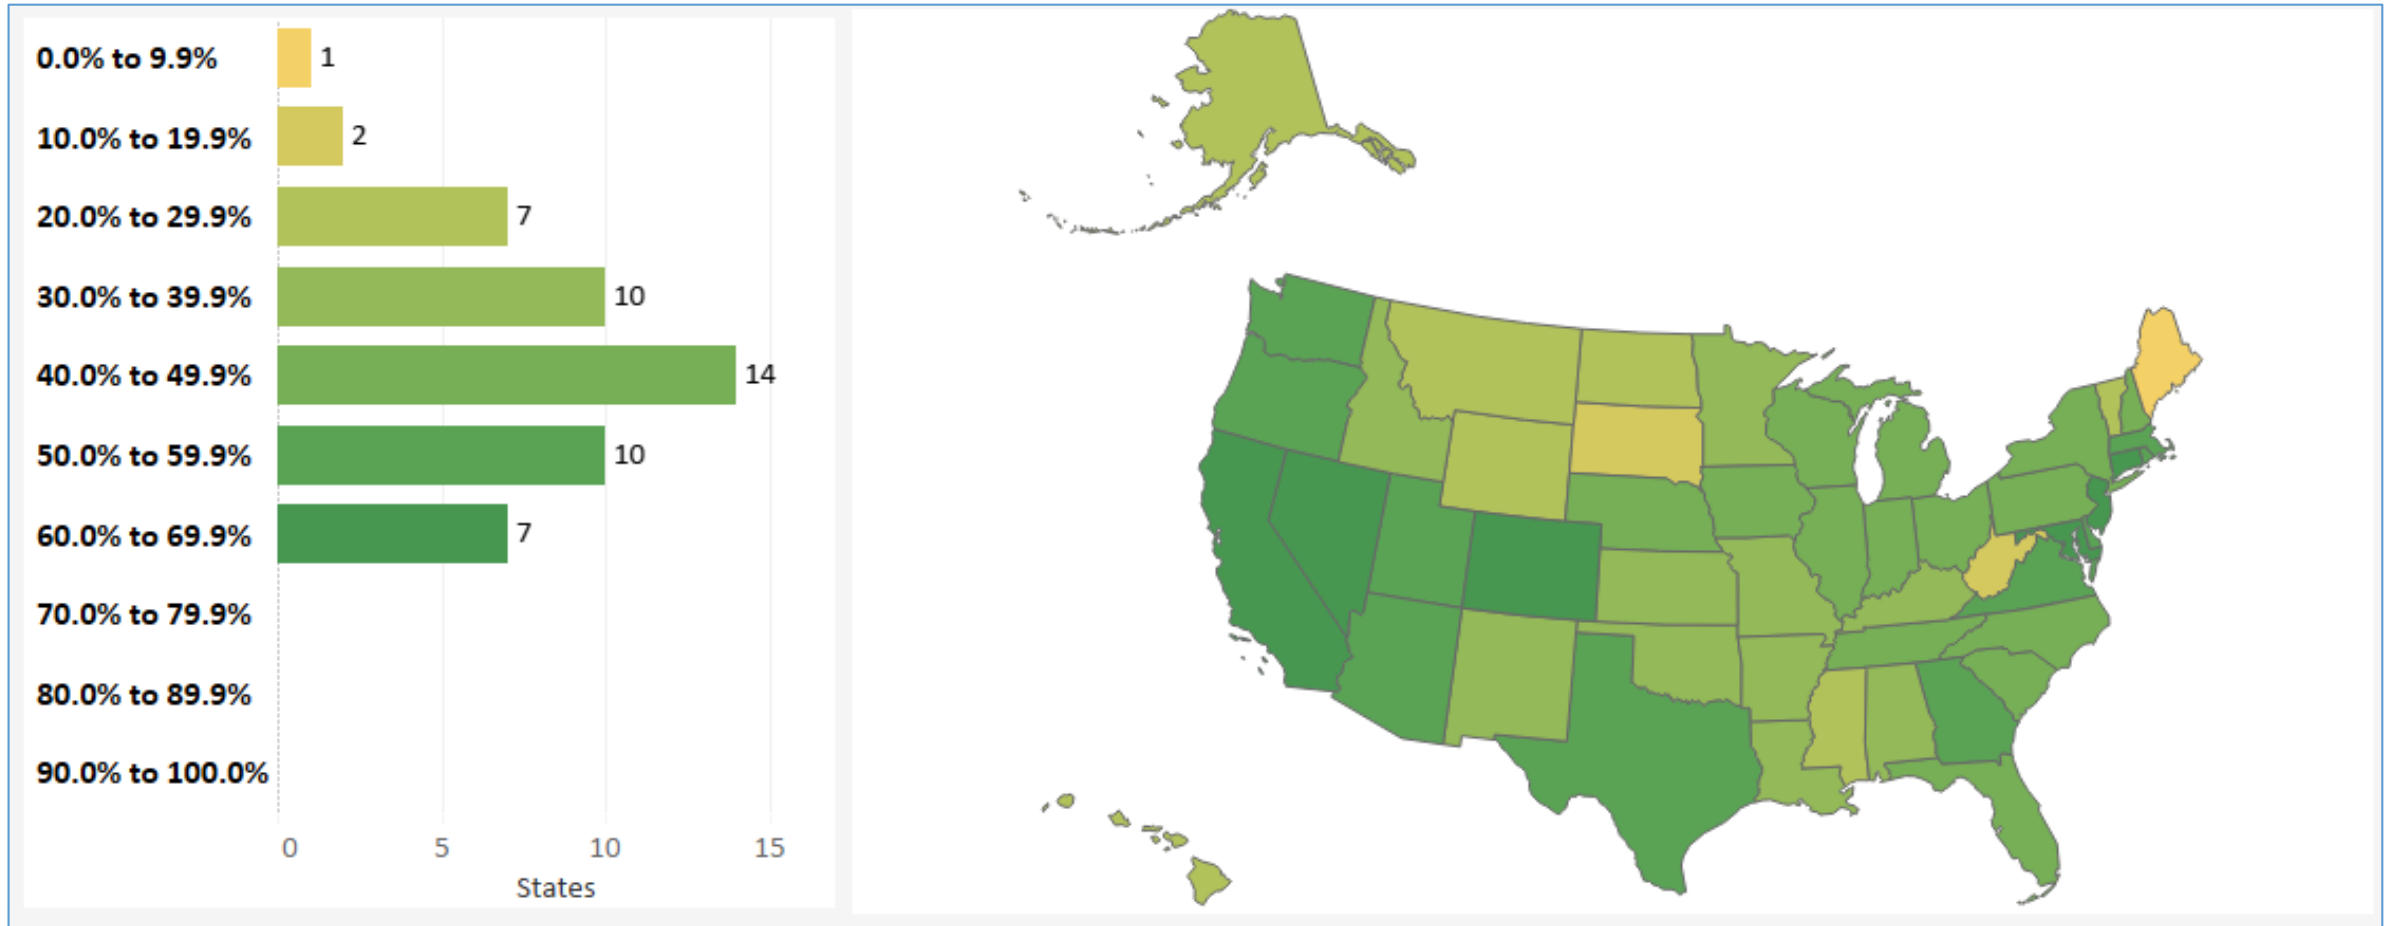 0.0% to 9.9% 1
10.0% to 19.9% 2
20.0% to 29.9% 7
30.0% to 39.9% 10
40.0% to 49.9% 14
50.0% to 59.9% 10
60.0% to 69.9% 7
70.0% to 79.9%
80.0% to 89.9%
90.0% to 100.0%
0 5 10 15
States